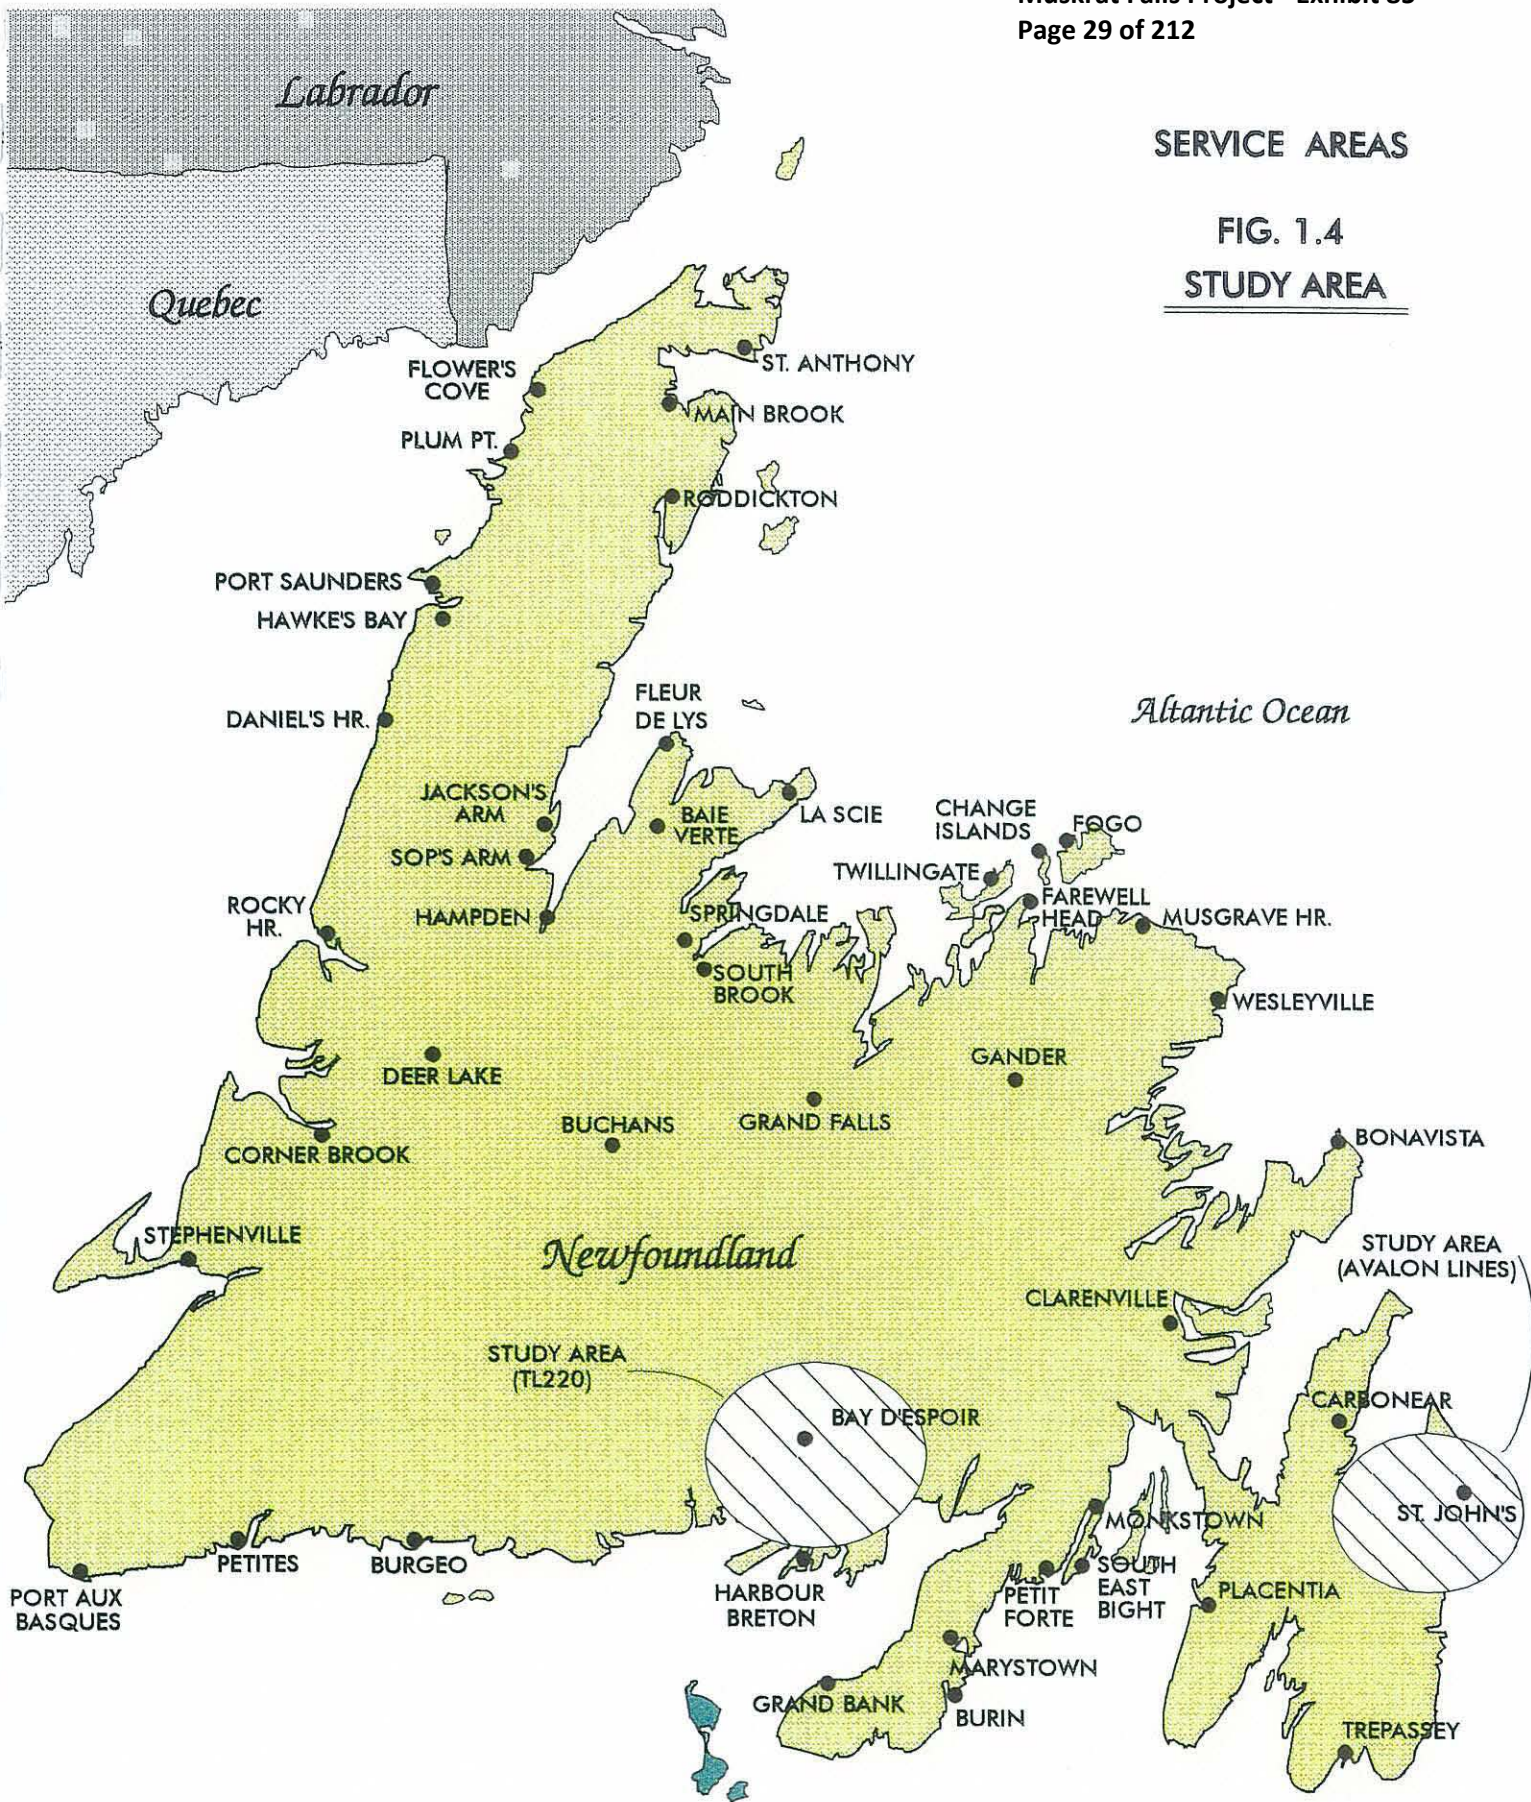 Muskrat Falls Project - Exhibit 85
Page 29 of 212
Labrador
SERVICE AREAS
FIG. 1.4
STUDY AREA
Quebec
FLOWER'S
COVE
ST. ANTHONY
MAIN BROOK
PLUM PT.
RODDICKTON
PORT SAUNDERS
HAWKE'S BAY
FLEUR
DE LYS
DANIEL'S HR.
Altantic Ocean
JACKSON'S
ARM
BAIE
VERTE
LA SCIE
CHANGE
ISLANDS
FOGO
SOP'S ARM
TWILLINGATE
ROCKY
HR.
HAMPDEN
SPRINGDALE
FAREWELL
HEAD
MUSGRAVE HR.
SOUTH
BROOK
WESLEYVILLE
DEER LAKE
GANDER
BUCHANS
GRAND FALLS
CORNER BROOK
BONAVISTA
STEPHENVILLE
Newfoundland
STUDY AREA
(AVALON LINES)
CLARENVILLE
STUDY AREA
(TL220)
BAY D'ESPOIR
CARBONEAR
ST. JOHN'S
MONKSTOWN
PETITES
BURGEO
PORT AUX
BASQUES
HARBOUR
BRETON
PETIT
FORTE
SOUTH
EAST
BIGHT
PLACENTIA
MARYSTOWN
GRAND BANK
BURIN
TREPASSEY